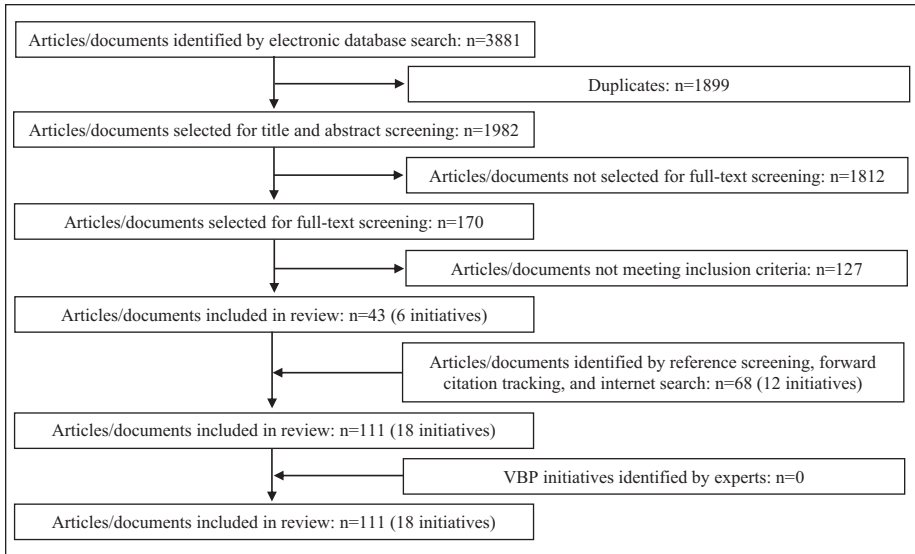 Articles/documents identified by electronic database search: n=3881
Duplicates: n=1899
Articles/documents selected for title and abstract screening: n=1982
Articles/documents not selected for full-text screening: n=1812
Articles/documents selected for full-text screening: n=170
Articles/documents not meeting inclusion criteria: n=127
Articles/documents included in review: n=43 (6 initiatives)
Articles/documents identified by reference screening, forward
citation tracking, and internet search: n=68 (12 initiatives)
Articles/documents included in review: n=111 (18 initiatives)
VBP initiatives identified by experts: n=0
Articles/documents included in review: n=111 (18 initiatives)